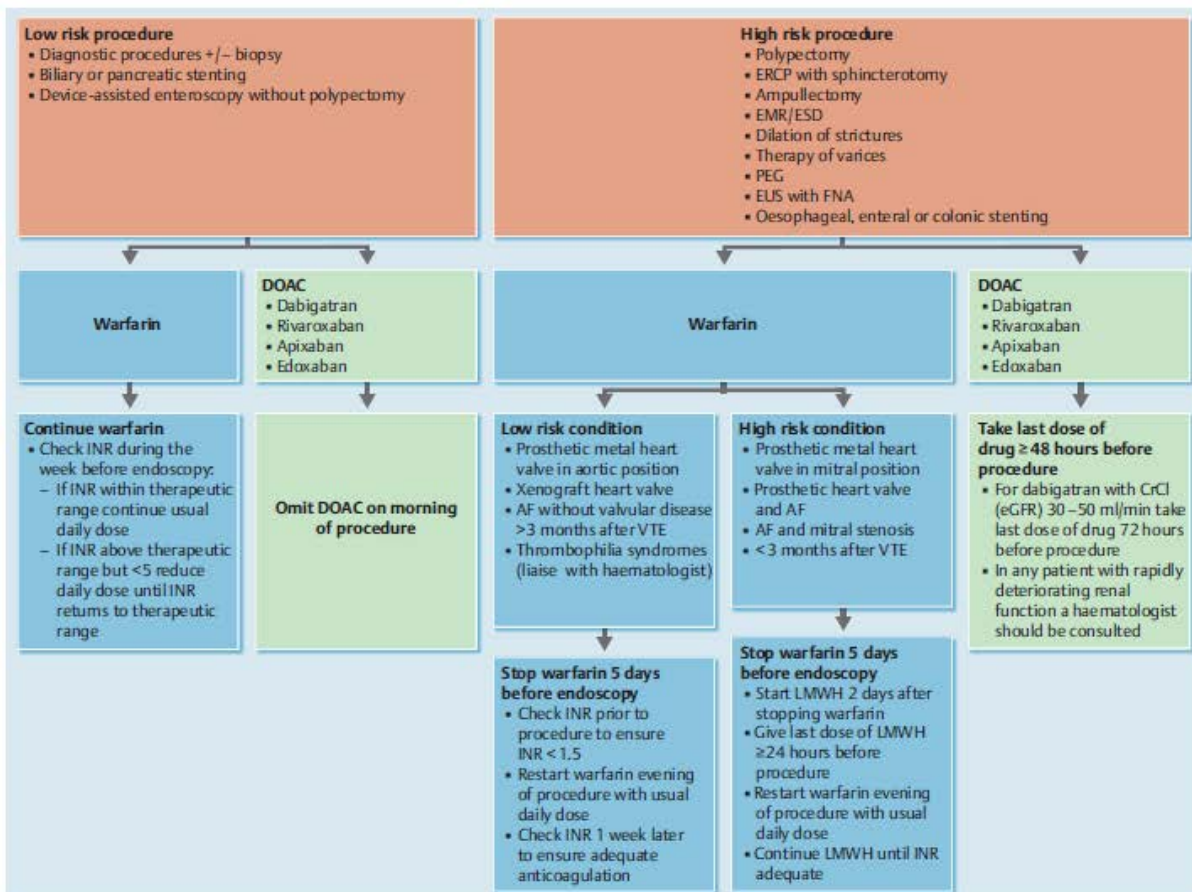 Low risk procedure
• Diagnostic procedures +/− biopsy
• Biliary or pancreatic stenting
• Device-assisted enteroscopy without polypectomy
High risk procedure
• Polypectomy
• ERCP with sphincterotomy
• Ampullectomy
• EMR/ESD
• Dilation of strictures
• Therapy of varices
• PEG
• EUS with FNA
• Oesophageal, enteral or colonic stenting
Warfarin
DOAC
• Dabigatran
• Rivaroxaban
• Apixaban
• Edoxaban
Warfarin
DOAC
• Dabigatran
• Rivaroxaban
• Apixaban
• Edoxaban
Continue warfarin
• Check INR during the
week before endoscopy:
– If INR within therapeutic
range continue usual
daily dose
– If INR above therapeutic
range but <5 reduce
daily dose until INR
returns to therapeutic
range
Omit DOAC on morning
of procedure
Low risk condition
• Prosthetic metal heart
valve in aortic position
• Xenograft heart valve
• AF without valvular disease
>3 months after VTE
• Thrombophilia syndromes
(liaise with haematologist)
High risk condition
• Prosthetic metal heart
valve in mitral position
• Prosthetic heart valve
and AF
• AF and mitral stenosis
• <3 months after VTE
Take last dose of
drug ≥48 hours before
procedure
• For dabigatran with CrCl
(eGFR) 30–50 ml/min take
last dose of drug 72 hours
before procedure
• In any patient with rapidly
deteriorating renal
function a haematologist
should be consulted
Stop warfarin 5 days
before endoscopy
• Check INR prior to
procedure to ensure
INR <1.5
• Restart warfarin evening
of procedure with usual
daily dose
• Check INR 1 week later
to ensure adequate
anticoagulation
Stop warfarin 5 days
before endoscopy
• Start LMWH 2 days after
stopping warfarin
• Give last dose of LMWH
≥24 hours before
procedure
• Restart warfarin evening
of procedure with usual
daily dose
• Continue LMWH until INR
adequate